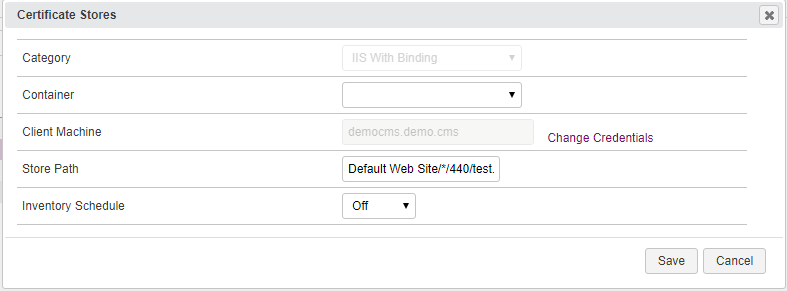 Certificate Stores
Category IIS With Binding
Container
Client Machine democms.demo.cms Change Credentials
Store Path Default Web Site/*/440/test.
Inventory Schedule Off
Save Cancel